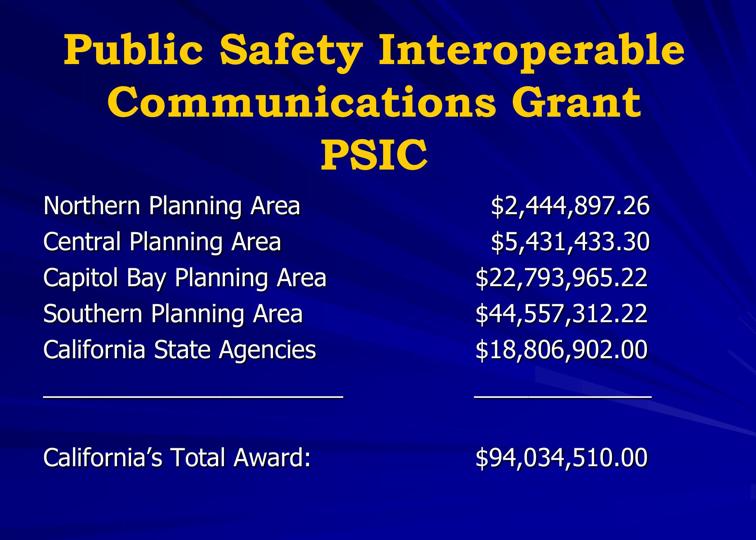 Public Safety Interoperable
Communications Grant
PSIC
Northern Planning Area $2,444,897.26
Central Planning Area $5,431,433.30
Capitol Bay Planning Area $22,793,965.22
Southern Planning Area $44,557,312.22
California State Agencies $18,806,902.00
California’s Total Award: $94,034,510.00